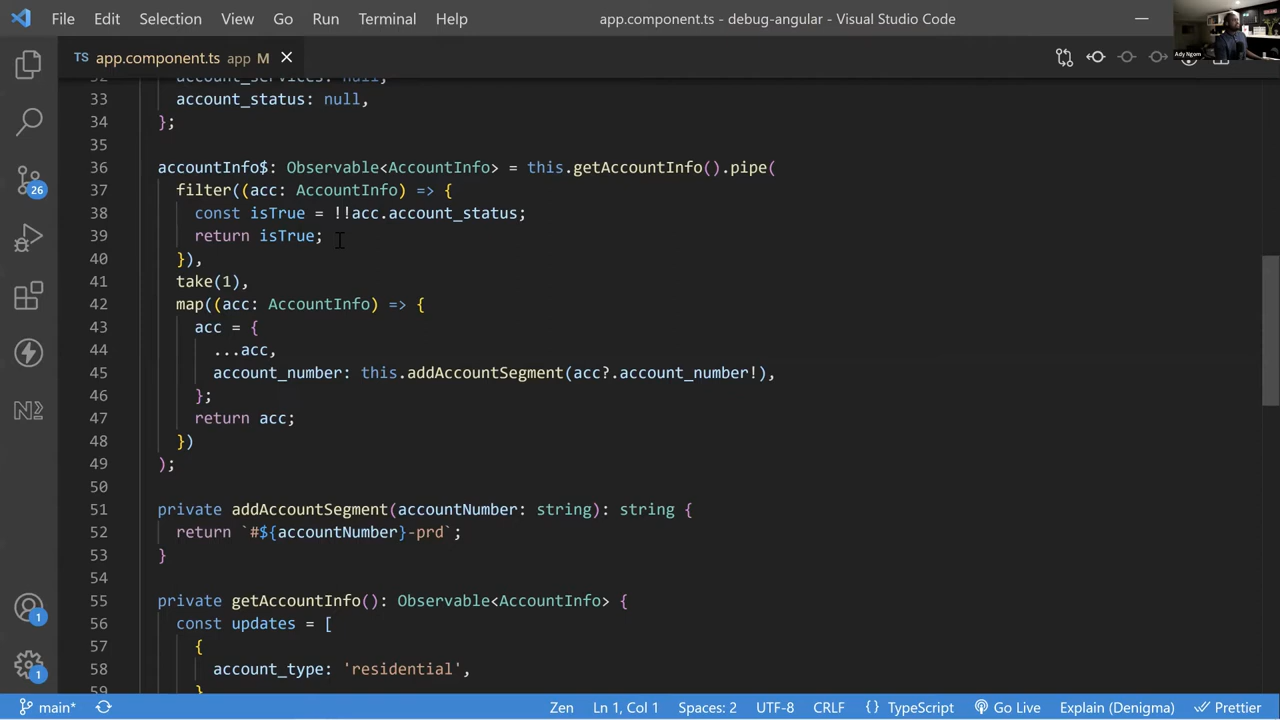 File Edit Selection View Go Run Terminal Help app.component.ts - debug-angular - Visual Studio Code
Ady Ngom
TS app.component.ts app M
32 account_services: null,
33 account_status: null,
34 };
35
36 accountInfo$: Observable<AccountInfo> = this.getAccountInfo().pipe(
37 filter((acc: AccountInfo) => {
38 const isTrue = !!acc.account_status;
39 return isTrue;
40 }),
41 take(1),
42 map((acc: AccountInfo) => {
43 acc = {
44 ...acc,
45 account_number: this.addAccountSegment(acc?.account_number!),
46 };
47 return acc;
48 })
49 );
50
51 private addAccountSegment(accountNumber: string): string {
52 return `#${accountNumber}-prd`;
53 }
54
55 private getAccountInfo(): Observable<AccountInfo> {
56 const updates = [
57 {
58 account_type: 'residential',
59 }
26
1
1
main* Zen Ln 1, Col 1 Spaces: 2 UTF-8 CRLF {} TypeScript Go Live Explain (Denigma) Prettier